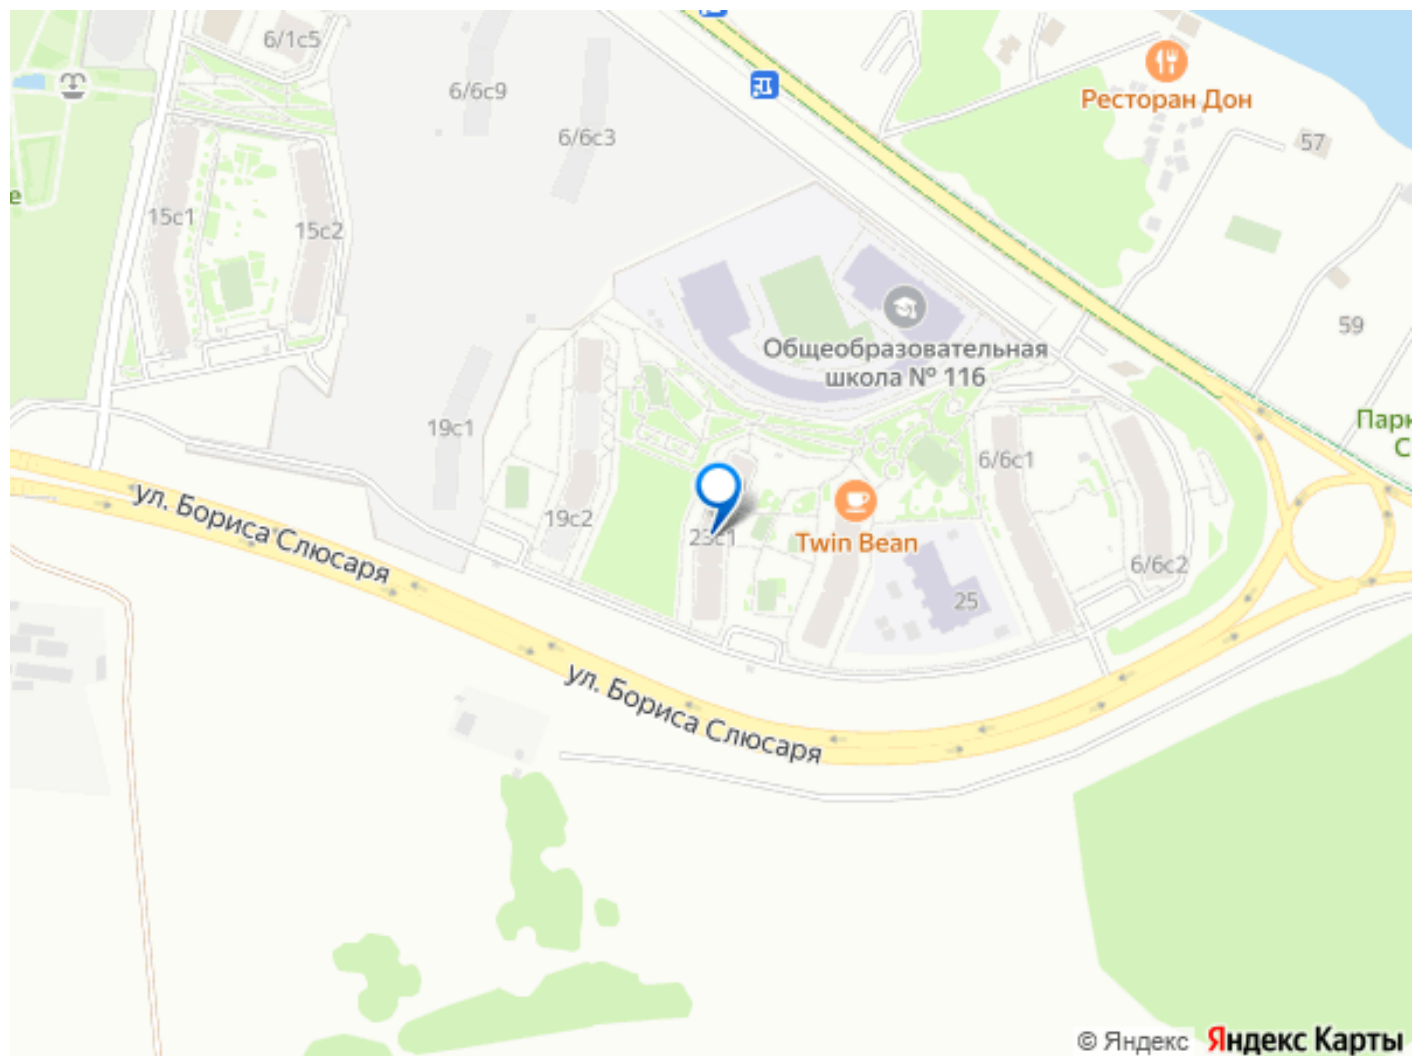 6/1с5
6/6с9
6/6с3
Ресторан Дон
57
15с1
15с2
е
59
Общеобразовательная
школа № 116
Парк
С
19с1
6/6с1
19с2
23с1
Twin Bean
6/6с2
25
ул. Бориса Слюсаря
ул. Бориса Слюсаря
© Яндекс Яндекс Карты